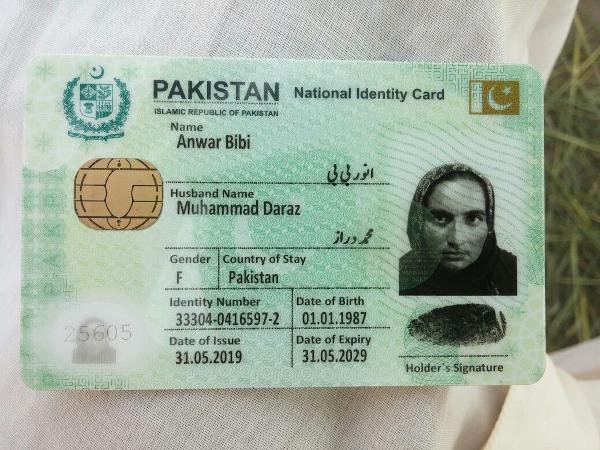 PAKISTAN National Identity Card
ISLAMIC REPUBLIC OF PAKISTAN
Name
Anwar Bibi
انور بی بی
Husband Name
Muhammad Daraz
محمد دراز
Gender Country of Stay
F Pakistan
Identity Number Date of Birth
33304-0416597-2 01.01.1987
Date of Issue Date of Expiry
31.05.2019 31.05.2029
25605
Holder's Signature